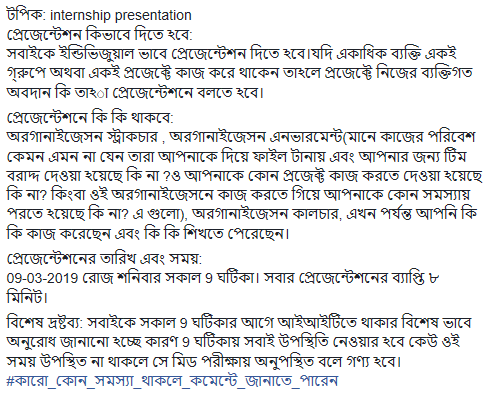 টপিক: internship presentation
প্রেজেন্টেশন কিভাবে দিতে হবে:
সবাইকে ইন্ডিভিজুয়াল ভাবে প্রেজেন্টেশন দিতে হবে।যদি একাধিক ব্যক্তি একই
গ্রুপে অথবা একই প্রজেক্টে কাজ করে থাকেন তাহলে প্রজেক্টে নিজের ব্যক্তিগত
অবদান কি তাহা প্রেজেন্টেশনে বলতে হবে।
প্রেজেন্টেশনে কি কি থাকবে:
অরগানাইজেসন স্ট্রাকচার , অরগানাইজেসন এনভারমেন্ট(মানে কাজের পরিবেশ
কেমন এমন না যেন তারা আপনাকে দিয়ে ফাইল টানায় এবং আপনার জন্য টিম
বরাদ্দ দেওয়া হয়েছে কি না ?ও আপনাকে কোন প্রজেক্ট কাজ করতে দেওয়া হয়েছে
কি না? কিংবা ওই অরগানাইজেসনে কাজ করতে গিয়ে আপনাকে কোন সমস্যায়
পরতে হয়েছে কি না? এ গুলো), অরগানাইজেসন কালচার, এখন পর্যন্ত আপনি কি
কি কাজ করেছেন এবং কি কি শিখতে পেরেছেন।
প্রেজেন্টেশনের তারিখ এবং সময়:
09-03-2019 রোজ শনিবার সকাল 9 ঘটিকা। সবার প্রেজেন্টেশনের ব্যাপ্তি ৮
মিনিট।
বিশেষ দ্রষ্টব্য: সবাইকে সকাল 9 ঘটিকার আগে আইআইটিতে থাকার বিশেষ ভাবে
অনুরোধ জানানো হচ্ছে কারণ 9 ঘটিকায় সবাই উপস্থিতি নেওয়ার হবে কেউ ওই
সময় উপস্থিত না থাকলে সে মিড পরীক্ষায় অনুপস্থিত বলে গণ্য হবে।
#কারো_কোন_সমস্যা_থাকলে_কমেন্টে_জানাতে_পারেন